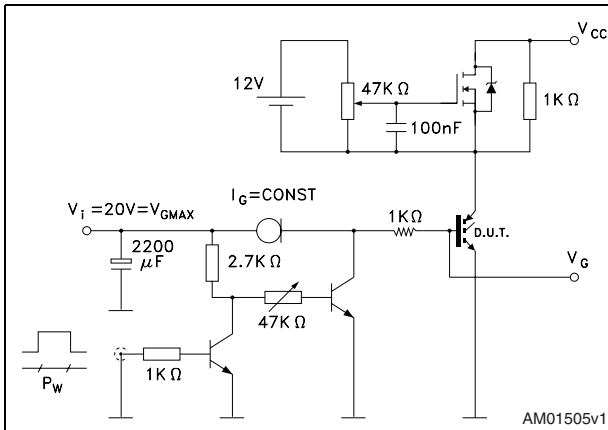 V_CC
12V
47K Ω
1K Ω
100nF
I_G=CONST
V_i =20V=V_GMAX
1K Ω
2200
μF
2.7K Ω
D.U.T.
V_G
47K Ω
1K Ω
P_W
AM01505v1